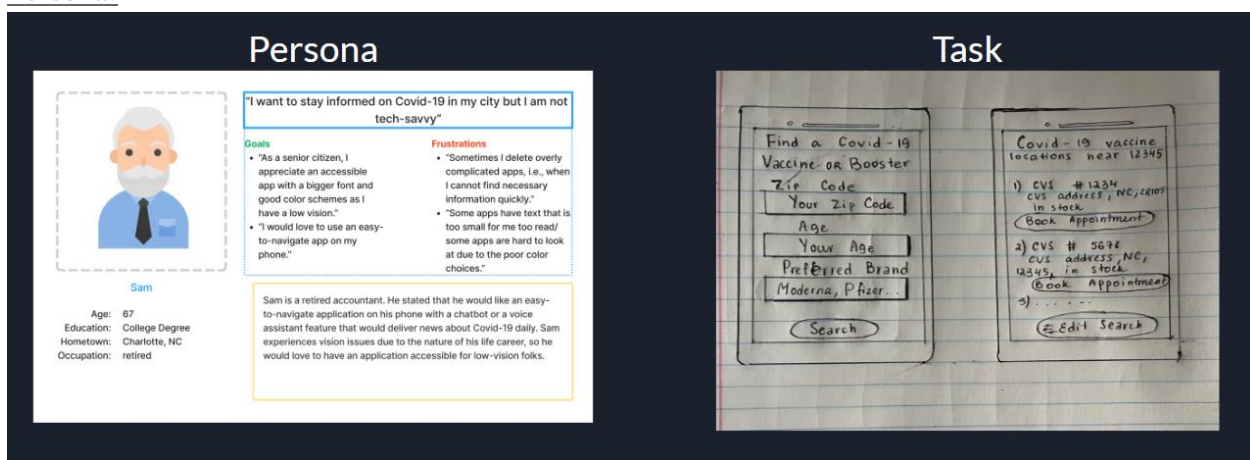 Persona
Task
"I want to stay informed on Covid-19 in my city but I am not
tech-savvy"
Goals
• "As a senior citizen, I
appreciate an accessible
app with a bigger font and
good color schemes as I
have a low vision."
• "I would love to use an easy-
to-navigate app on my
phone."
Frustrations
• "Sometimes I delete overly
complicated apps, i.e., when
I cannot find necessary
information quickly."
• "Some apps have text that is
too small for me too read/
some apps are hard to look
at due to the poor color
choices."
Sam
Age: 67
Education: College Degree
Hometown: Charlotte, NC
Occupation: retired
Sam is a retired accountant. He stated that he would like an easy-
to-navigate application on his phone with a chatbot or a voice
assistant feature that would deliver news about Covid-19 daily. Sam
experiences vision issues due to the nature of his life career, so he
would love to have an application accessible for low-vision folks.
Find a Covid-19
Vaccine OR Booster
Zip Code
Your Zip Code
Age
Your Age
Preferred Brand
Moderna, Pfizer...
Search
Covid-19 vaccine
locations near 12345
1) CVS #1234
CVS address, NC, 28105
in stock
Book Appointment
2) CVS # 5678
CVS address, NC,
12345, in stock
Book Appointment
3) ......
Edit Search